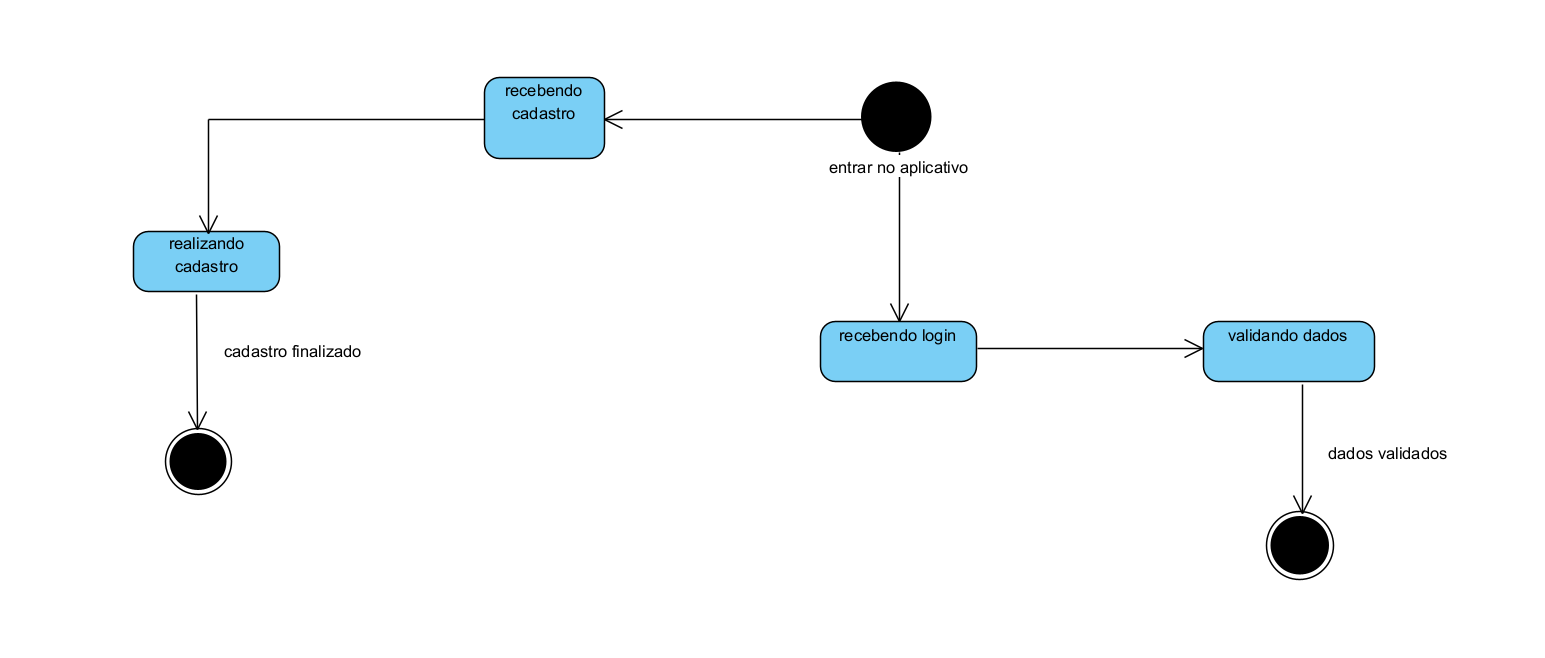 recebendo
cadastro
entrar no aplicativo
realizando
cadastro
cadastro finalizado
recebendo login
validando dados
dados validados